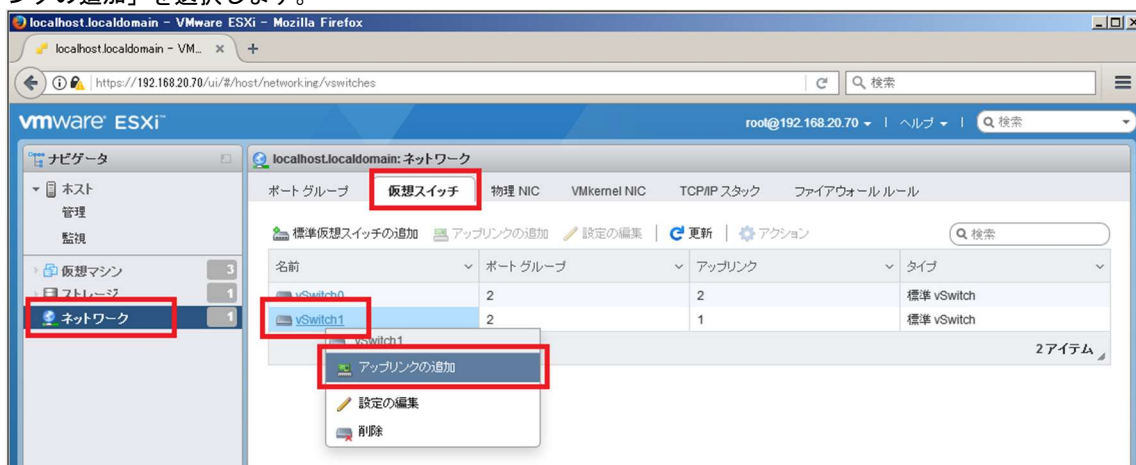 ンクの追加」を選択します。
localhost.localdomain - VMware ESXi - Mozilla Firefox
localhost.localdomain - VM...
https://192.168.20.70/ui/#/host/networking/vswitches
検索
vmware ESXi™
root@192.168.20.70
ヘルプ
検索
ナビゲータ
localhost.localdomain: ネットワーク
ホスト
管理
監視
仮想マシン 3
ストレージ 1
ネットワーク 1
ポート グループ 仮想スイッチ 物理 NIC VMkernel NIC TCP/IP スタック ファイアウォール ルール
標準仮想スイッチの追加 アップリンクの追加 設定の編集 更新 アクション 検索
名前 ポート グループ アップリンク タイプ
vSwitch0 2 2 標準 vSwitch
vSwitch1 2 1 標準 vSwitch
2 アイテム
vSwitch1
アップリンクの追加
設定の編集
削除